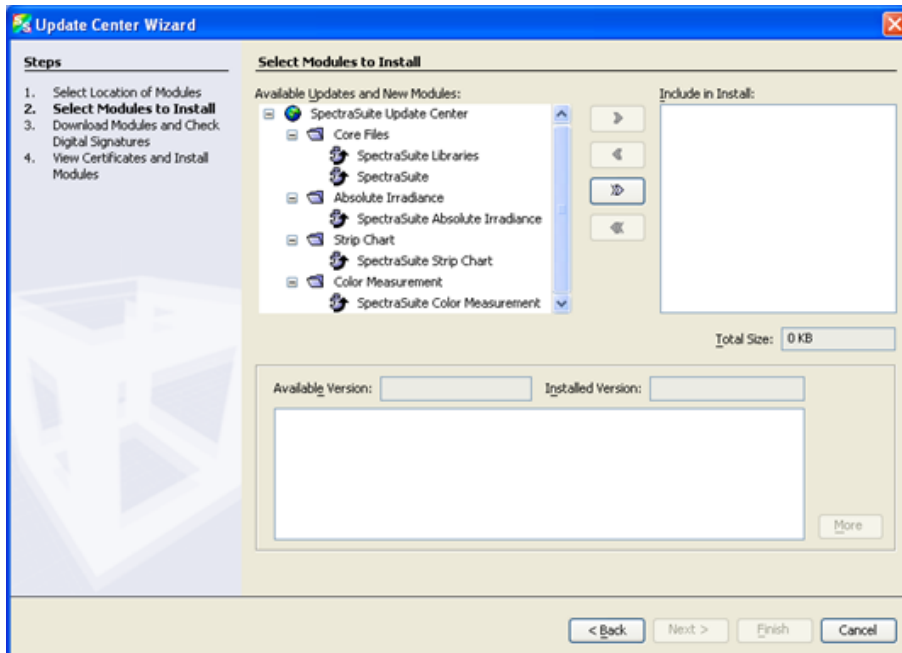 Update Center Wizard
Steps
1. Select Location of Modules
2. Select Modules to Install
3. Download Modules and Check
Digital Signatures
4. View Certificates and Install
Modules
Select Modules to Install
Available Updates and New Modules:
SpectraSuite Update Center
Core Files
SpectraSuite Libraries
SpectraSuite
Absolute Irradiance
SpectraSuite Absolute Irradiance
Strip Chart
SpectraSuite Strip Chart
Color Measurement
SpectraSuite Color Measurement
Include in Install:
Total Size: 0 KB
Available Version:
Installed Version:
More
< Back
Next >
Finish
Cancel